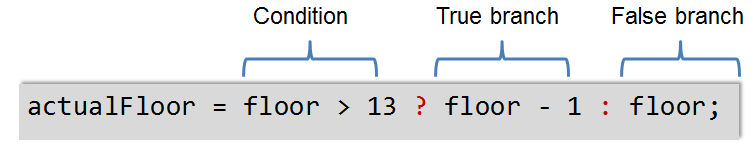 Condition True branch False branch
actualFloor = floor > 13 ? floor - 1 : floor;